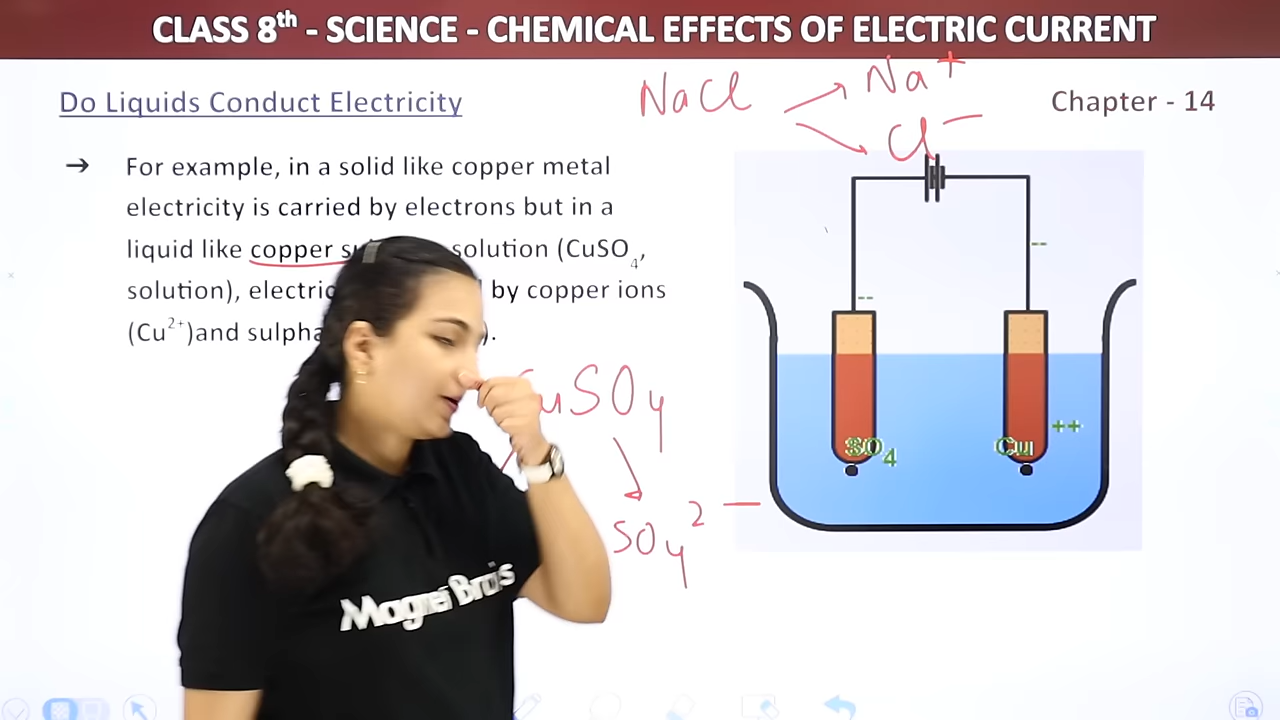 CLASS 8th - SCIENCE - CHEMICAL EFFECTS OF ELECTRIC CURRENT
Do Liquids Conduct Electricity
NaCl
Na+
Cl−
Chapter - 14
→ For example, in a solid like copper metal
electricity is carried by electrons but in a
liquid like copper solution (CuSO4,
solution), by copper ions
(Cu2+)and ).
uSO4
SO4 2 −
--
--
SO4
Cu
++
Magnet Brains